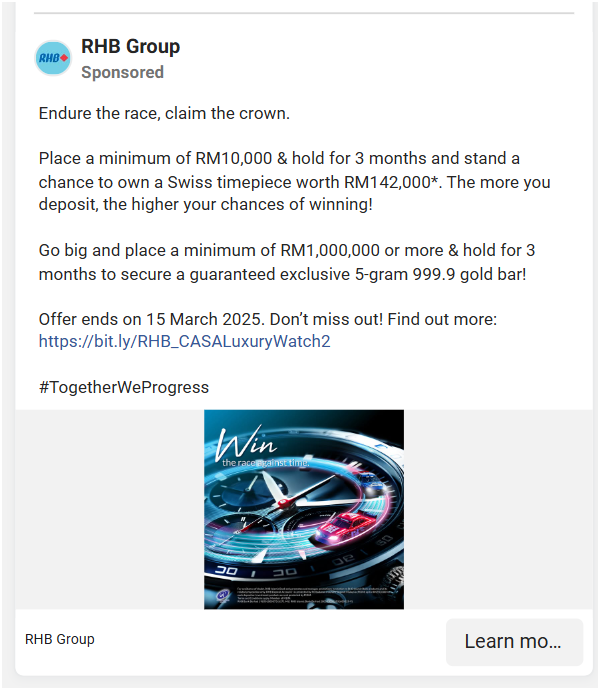 RHB Group
RHB
Sponsored
Endure the race, claim the crown.
Place a minimum of RM10,000 & hold for 3 months and stand a
chance to own a Swiss timepiece worth RM142,000*. The more you
deposit, the higher your chances of winning!
Go big and place a minimum of RM1,000,000 or more & hold for 3
months to secure a guaranteed exclusive 5-gram 999.9 gold bar!
Offer ends on 15 March 2025. Don’t miss out! Find out more:
https://bit.ly/RHB_CASALuxuryWatch2
#TogetherWeProgress
Win
the race against time.
RHB Group
Learn mo...